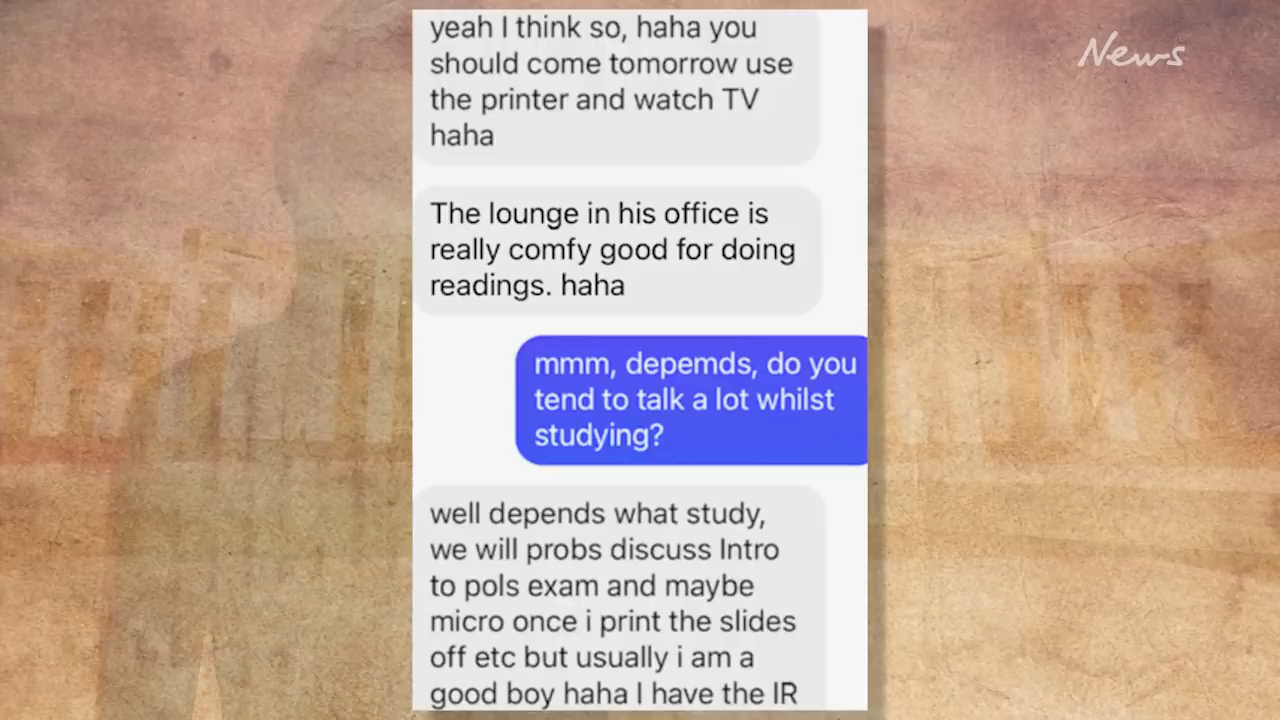 News
yeah I think so, haha you
should come tomorrow use
the printer and watch TV
haha
The lounge in his office is
really comfy good for doing
readings. haha
mmm, depemds, do you
tend to talk a lot whilst
studying?
well depends what study,
we will probs discuss Intro
to pols exam and maybe
micro once i print the slides
off etc but usually i am a
good boy haha I have the IR